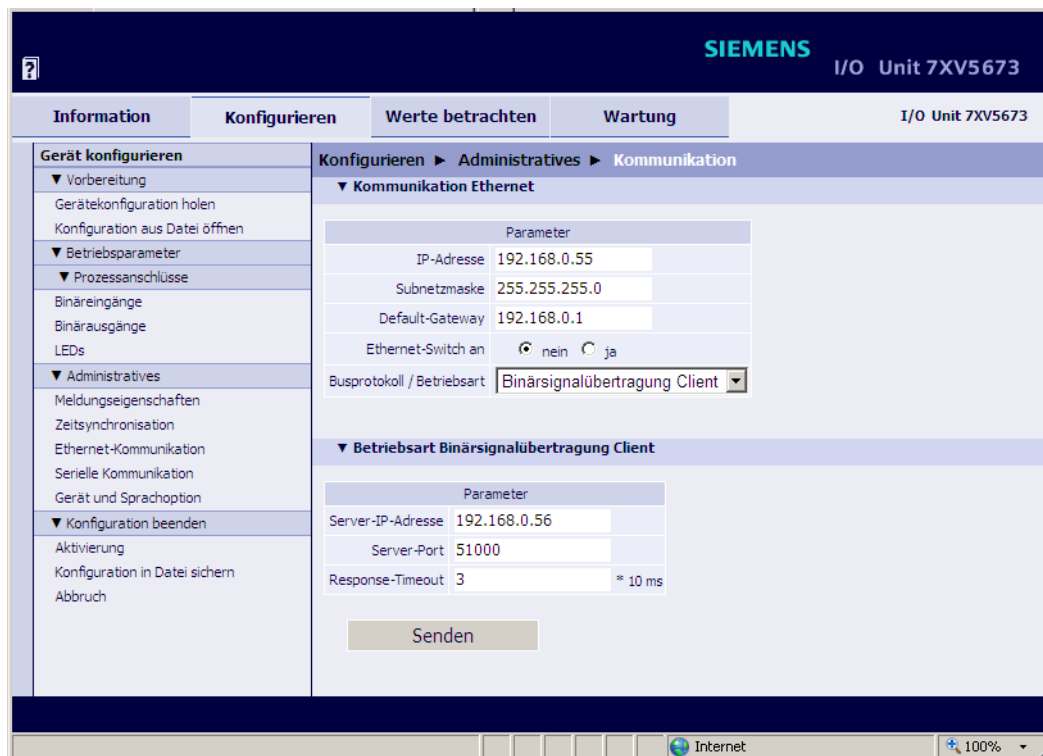 ?
SIEMENS
I/O Unit 7XV5673
Information Konfigurieren Werte betrachten Wartung I/O Unit 7XV5673
Gerät konfigurieren
▼ Vorbereitung
Gerätekonfiguration holen
Konfiguration aus Datei öffnen
▼ Betriebsparameter
▼ Prozessanschlüsse
Binäreingänge
Binärausgänge
LEDs
▼ Administratives
Meldungseigenschaften
Zeitsynchronisation
Ethernet-Kommunikation
Serielle Kommunikation
Gerät und Sprachoption
▼ Konfiguration beenden
Aktivierung
Konfiguration in Datei sichern
Abbruch
Konfigurieren ► Administratives ► Kommunikation
▼ Kommunikation Ethernet
Parameter
IP-Adresse 192.168.0.55
Subnetzmaske 255.255.255.0
Default-Gateway 192.168.0.1
Ethernet-Switch an nein ja
Busprotokoll / Betriebsart Binärsignalübertragung Client
▼ Betriebsart Binärsignalübertragung Client
Parameter
Server-IP-Adresse 192.168.0.56
Server-Port 51000
Response-Timeout 3 * 10 ms
Senden
Internet 100%